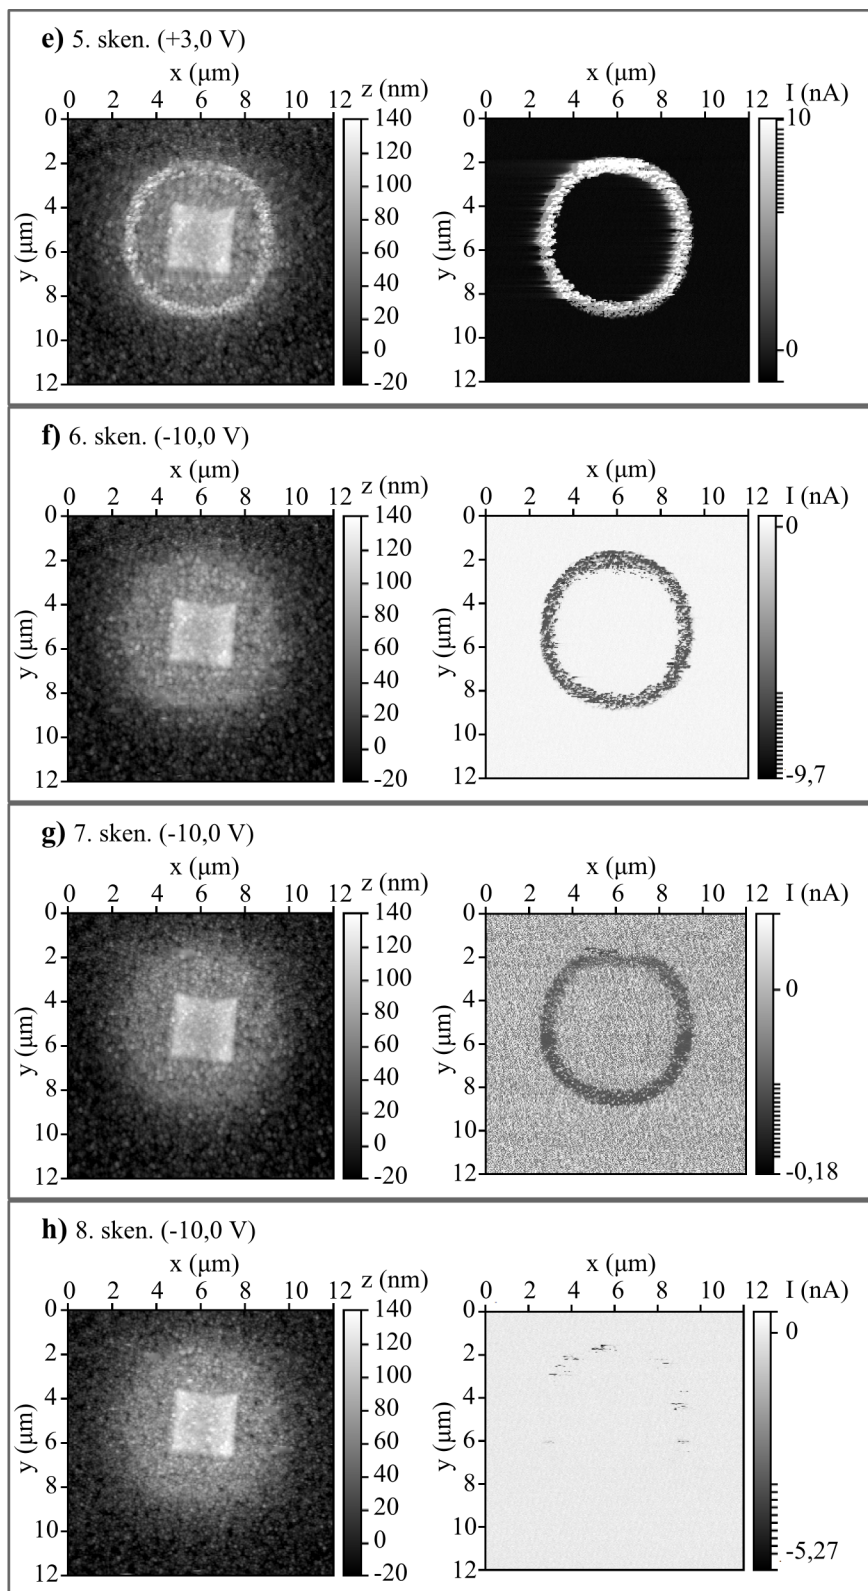 e) 5. sken. (+3,0 V)
x (μm)
0 2 4 6 8 10 12
z (nm)
y (μm)
0
2
4
6
8
10
12
140
120
100
80
60
40
20
0
-20
x (μm)
0 2 4 6 8 10 12
I (nA)
y (μm)
0
2
4
6
8
10
12
10
0
f) 6. sken. (-10,0 V)
x (μm)
0 2 4 6 8 10 12
z (nm)
y (μm)
0
2
4
6
8
10
12
140
120
100
80
60
40
20
0
-20
x (μm)
0 2 4 6 8 10 12
I (nA)
y (μm)
0
2
4
6
8
10
12
0
-9,7
g) 7. sken. (-10,0 V)
x (μm)
0 2 4 6 8 10 12
z (nm)
y (μm)
0
2
4
6
8
10
12
140
120
100
80
60
40
20
0
-20
x (μm)
0 2 4 6 8 10 12
I (nA)
y (μm)
0
2
4
6
8
10
12
0
-0,18
h) 8. sken. (-10,0 V)
x (μm)
0 2 4 6 8 10 12
z (nm)
y (μm)
0
2
4
6
8
10
12
140
120
100
80
60
40
20
0
-20
x (μm)
0 2 4 6 8 10 12
I (nA)
y (μm)
0
2
4
6
8
10
12
0
-5,27